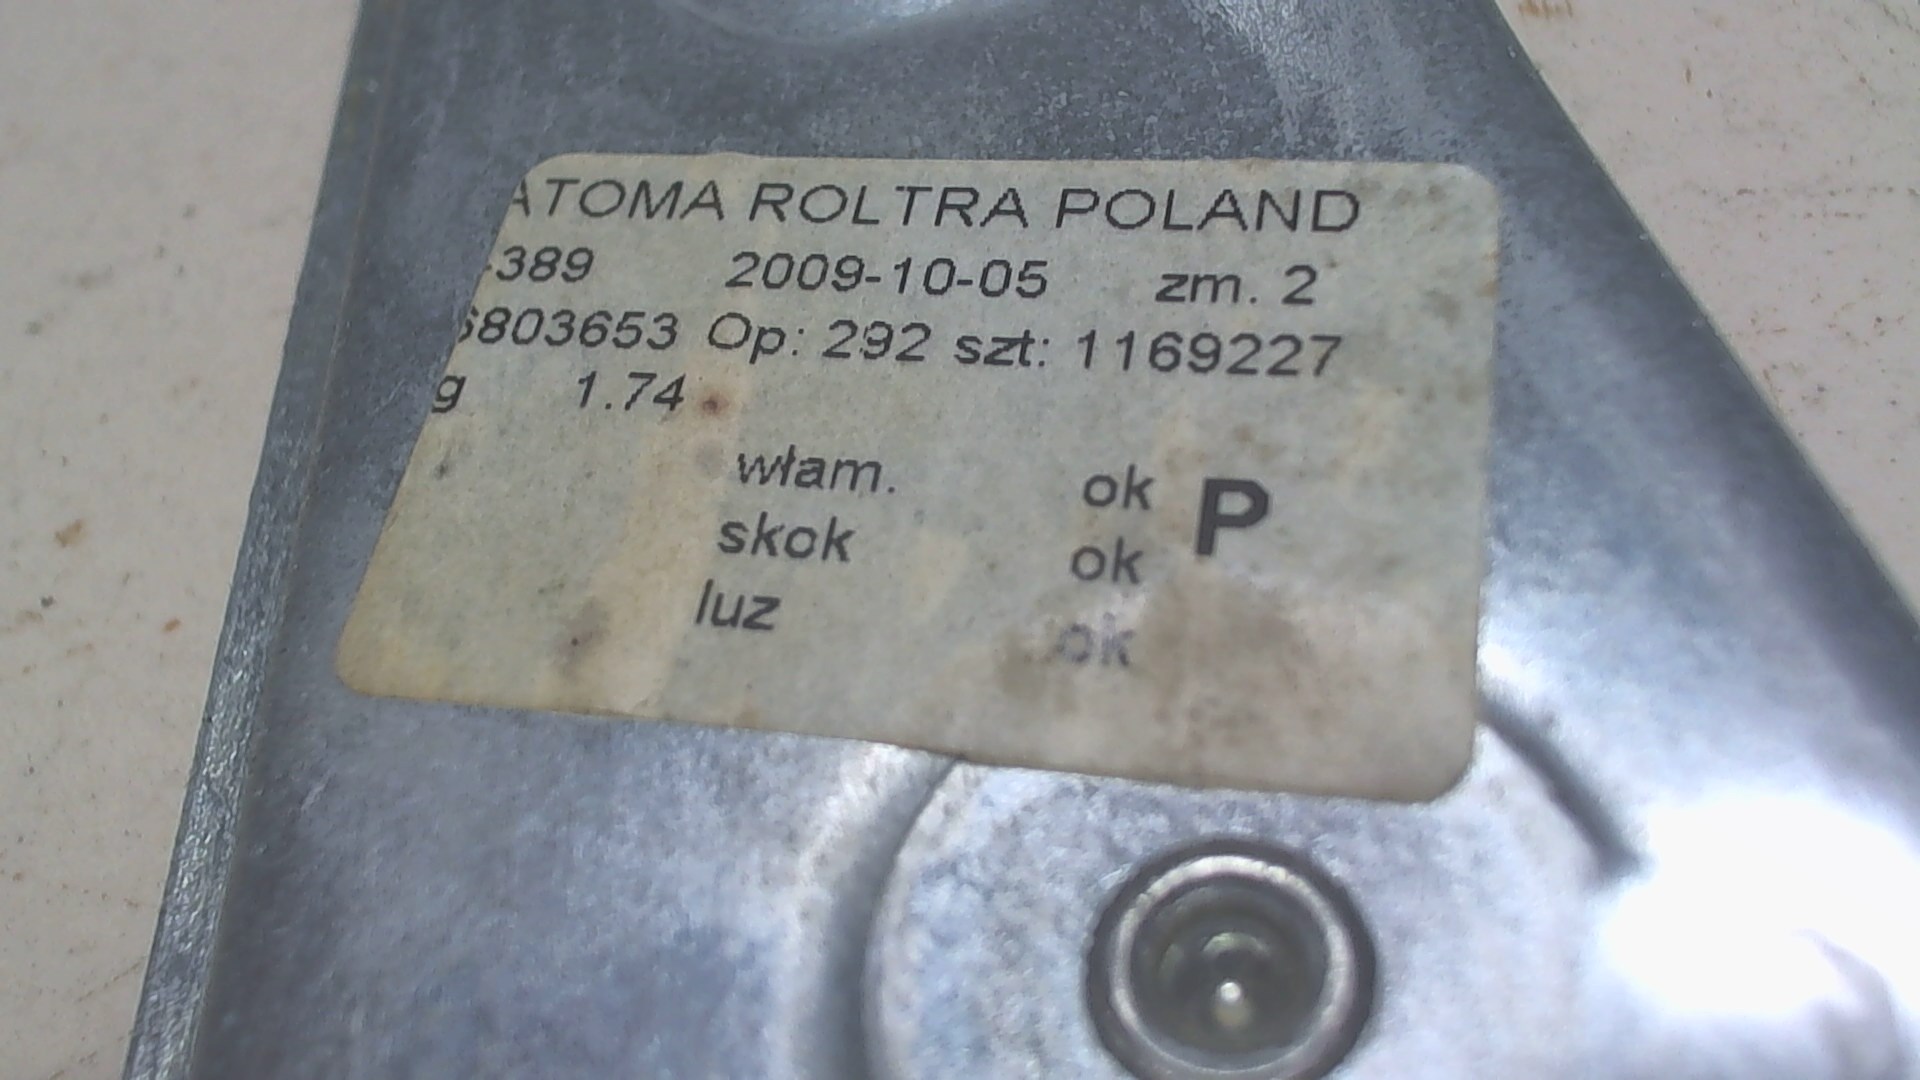 ATOMA ROLTRA POLAND
389 2009-10-05 zm. 2
6803653 Op: 292 szt: 1169227
g 1.74
włam. ok P
skok ok
luz ok